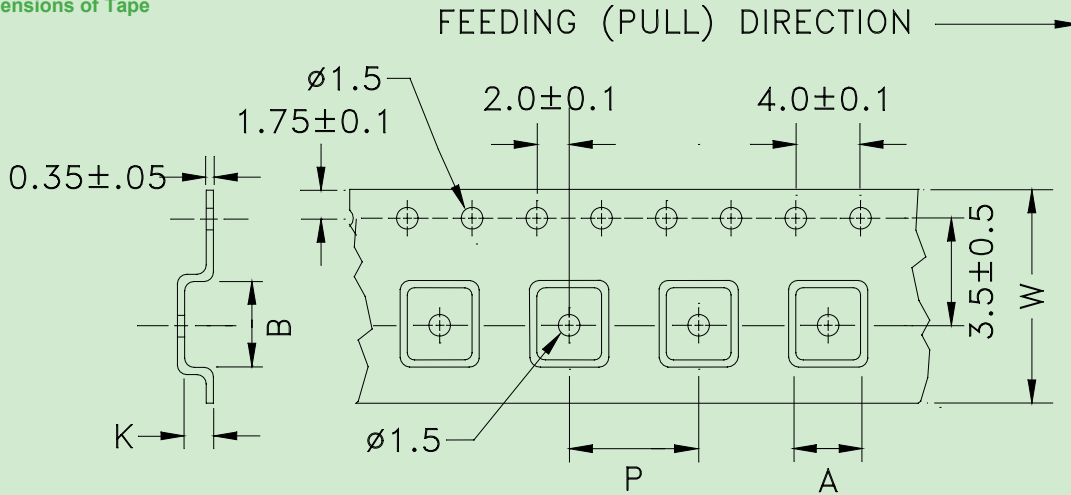 ensions of Tape
FEEDING (PULL) DIRECTION
ø1.5
2.0±0.1
4.0±0.1
1.75±0.1
0.35±.05
3.5±0.5
W
B
K
ø1.5
P
A